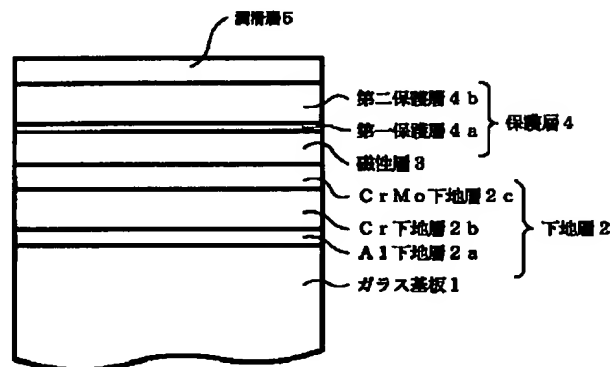 潤滑層5
第二保護層4b
第一保護層4a
保護層4
磁性層3
CrMo下地層2c
Cr下地層2b
下地層2
Al下地層2a
ガラス基板1